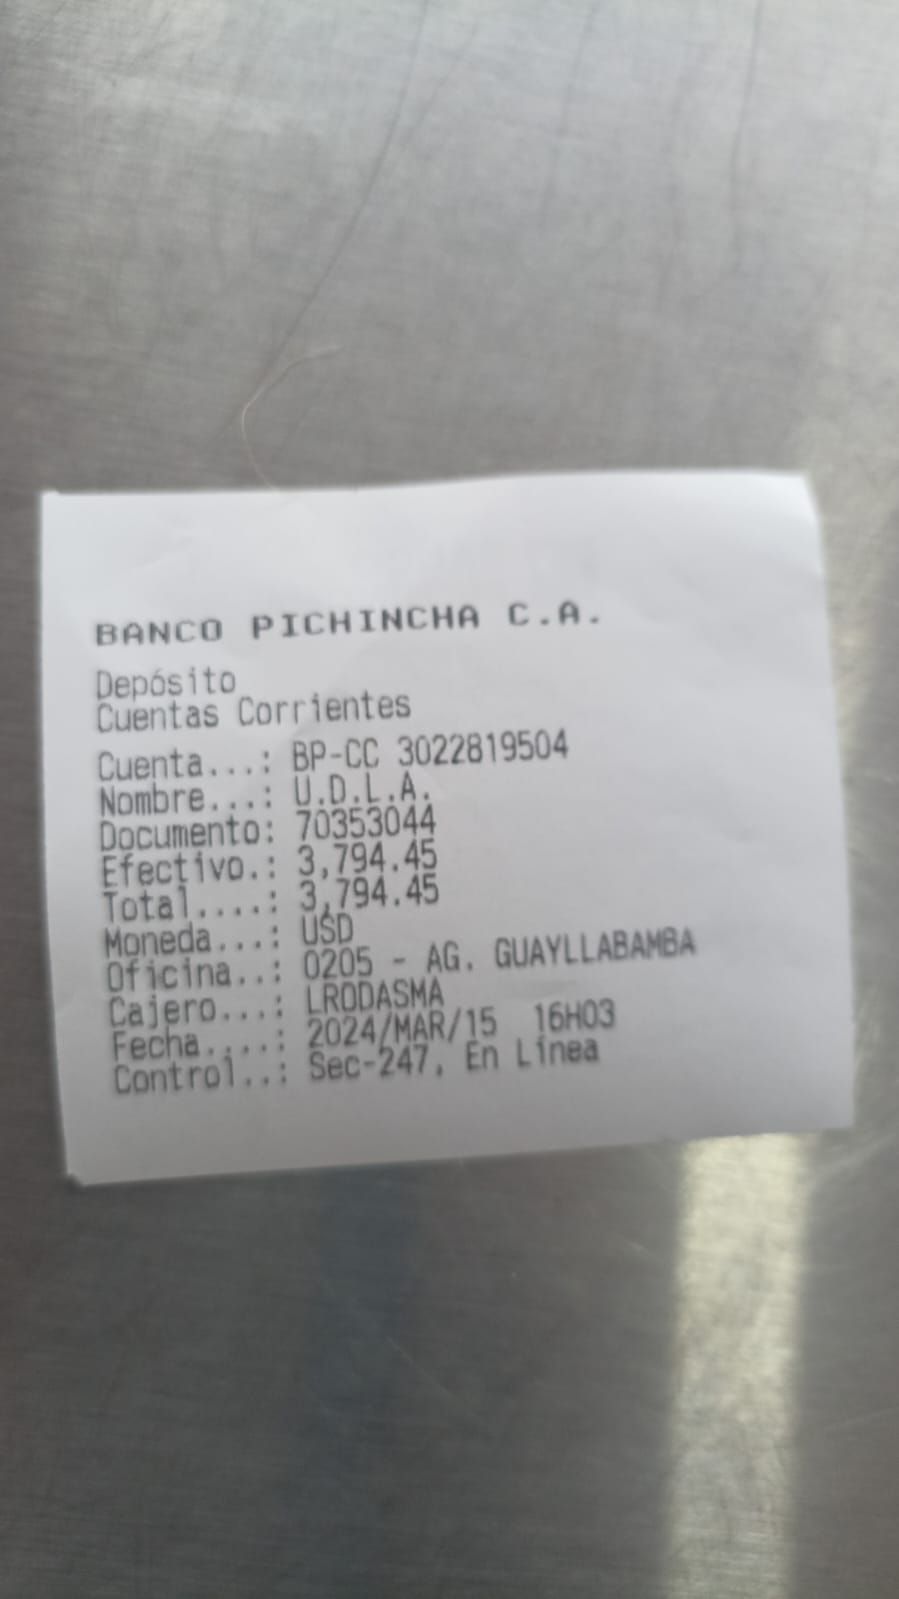 BANCO PICHINCHA C.A.
Depósito
Cuentas Corrientes
Cuenta...: BP-CC 3022819504
Nombre...: U.D.L.A.
Documento: 70353044
Efectivo.: 3,794.45
Total....: 3,794.45
Moneda...: USD
Oficina..: 0205 - AG. GUAYLLABAMBA
Cajero...: LRODASMA
Fecha....: 2024/MAR/15 16H03
Control..: Sec-247, En Línea